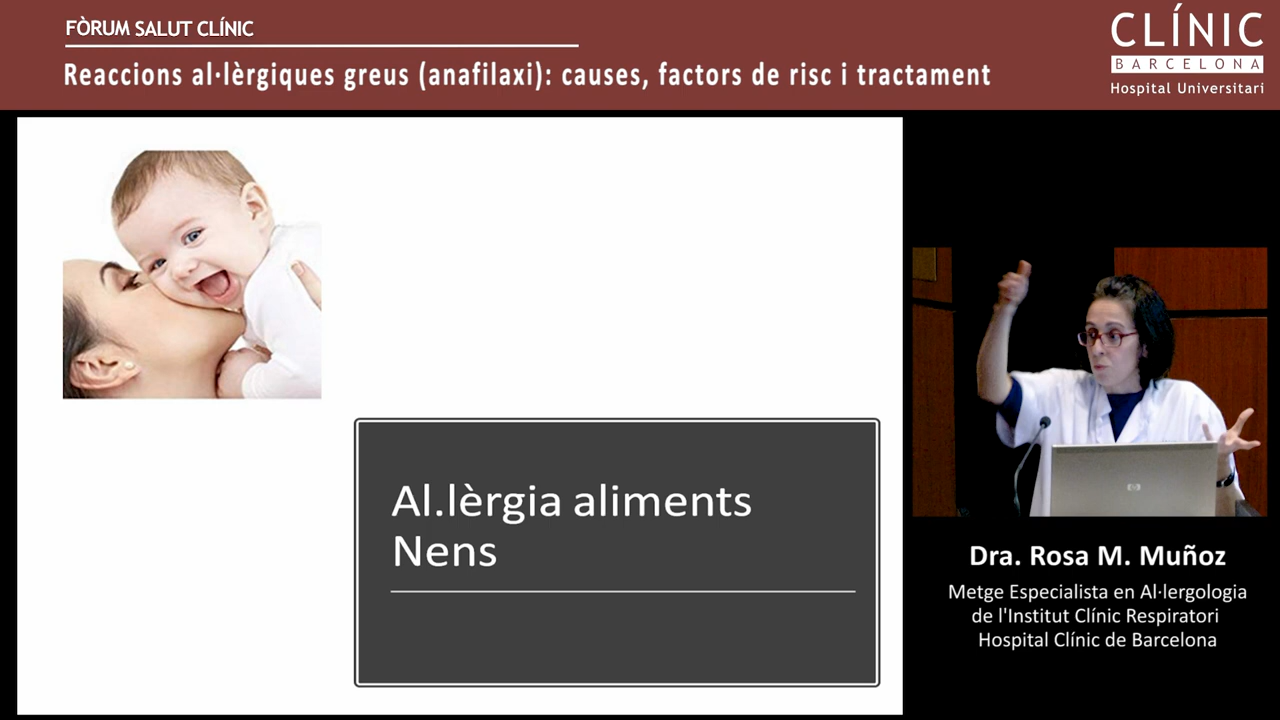 FÒRUM SALUT CLÍNIC
Reaccions al·lèrgiques greus (anafilaxi): causes, factors de risc i tractament
CLÍNIC
BARCELONA
Hospital Universitari
Al.lèrgia aliments
Nens
hp
Dra. Rosa M. Muñoz
Metge Especialista en Al·lergologia
de l'Institut Clínic Respiratori
Hospital Clínic de Barcelona